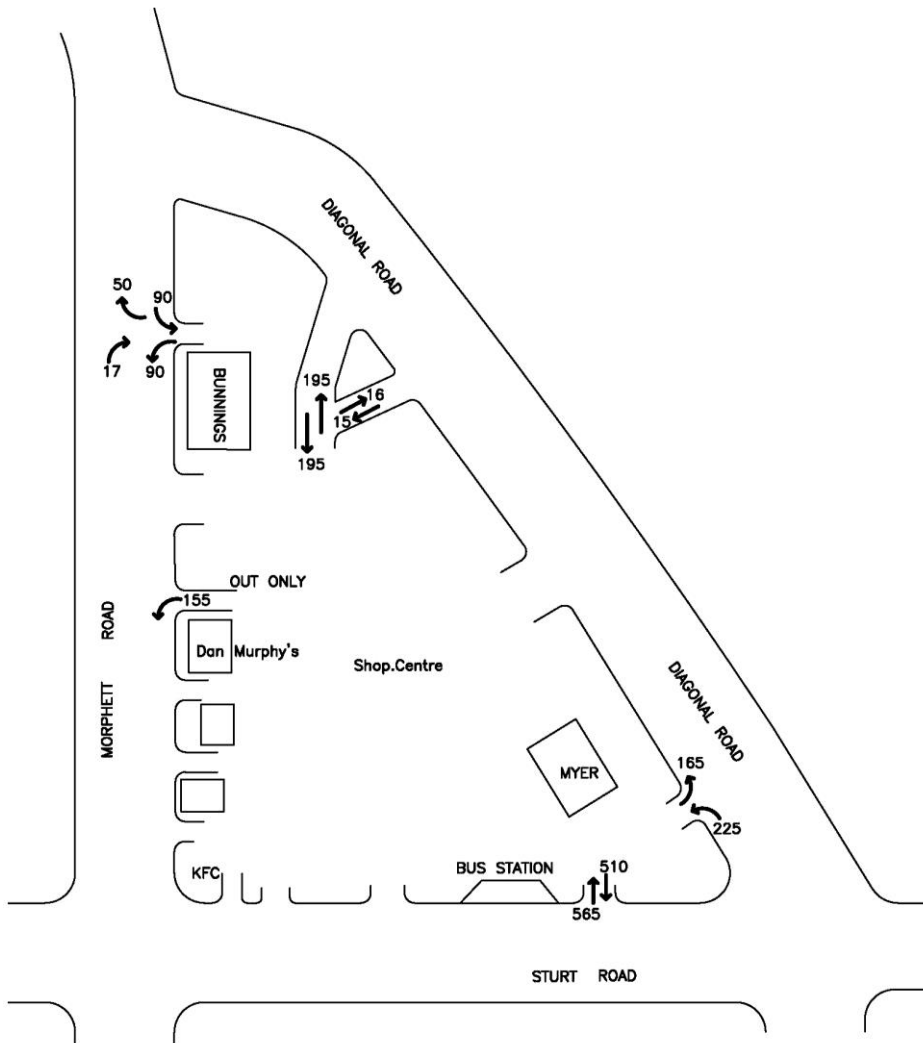 DIAGONAL ROAD
50
90
17
90
BUNNINGS
195
16
15
195
OUT ONLY
155
MORPHETT ROAD
Dan Murphy's
Shop.Centre
DIAGONAL ROAD
MYER
165
225
KFC
BUS STATION
510
565
STURT ROAD